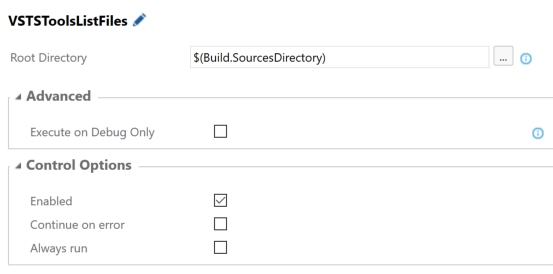 VSTSToolsListFiles
Root Directory $(Build.SourcesDirectory) ...
Advanced
Execute on Debug Only
Control Options
Enabled
Continue on error
Always run